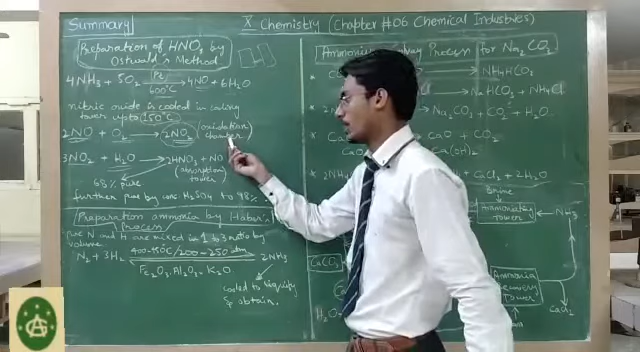 Summary
X Chemistry (Chapter #06 Chemical Industries)
Preparation of HNO3 by
Ostwald's Method
4NH3 + 5O2 Pt 600°C 4NO + 6H2O
nitric oxide is cooled in cooling
tower upto 150°C
2NO + O2 → 2NO2 (oxidation
chamber)
3NO2 + H2O → 2HNO3 + NO
(absorption
tower)
68% pure
further pure by conc. H2SO4 to 98%
Preparation ammonia by Haber's
Process
pure N and H are mixed in 1 to 3 ratio by
volume
N2 + 3H2 400-450°C/200-250 atm 2NH3
Fe2O3.Al2O3.K2O
cooled to liquify
& obtain.
Ammonia Process for Na2CO3
NH4HCO3
NaHCO3 + NH4Cl
Na2CO3 + CO2 + H2O
CaO + CO2
Ca(OH)2
2NH4 CaCl2 + 2H2O
Brine
Ammoniating
Tower
NH3
CaCO3
Ammonia
Recovery
Tower
CaCl2